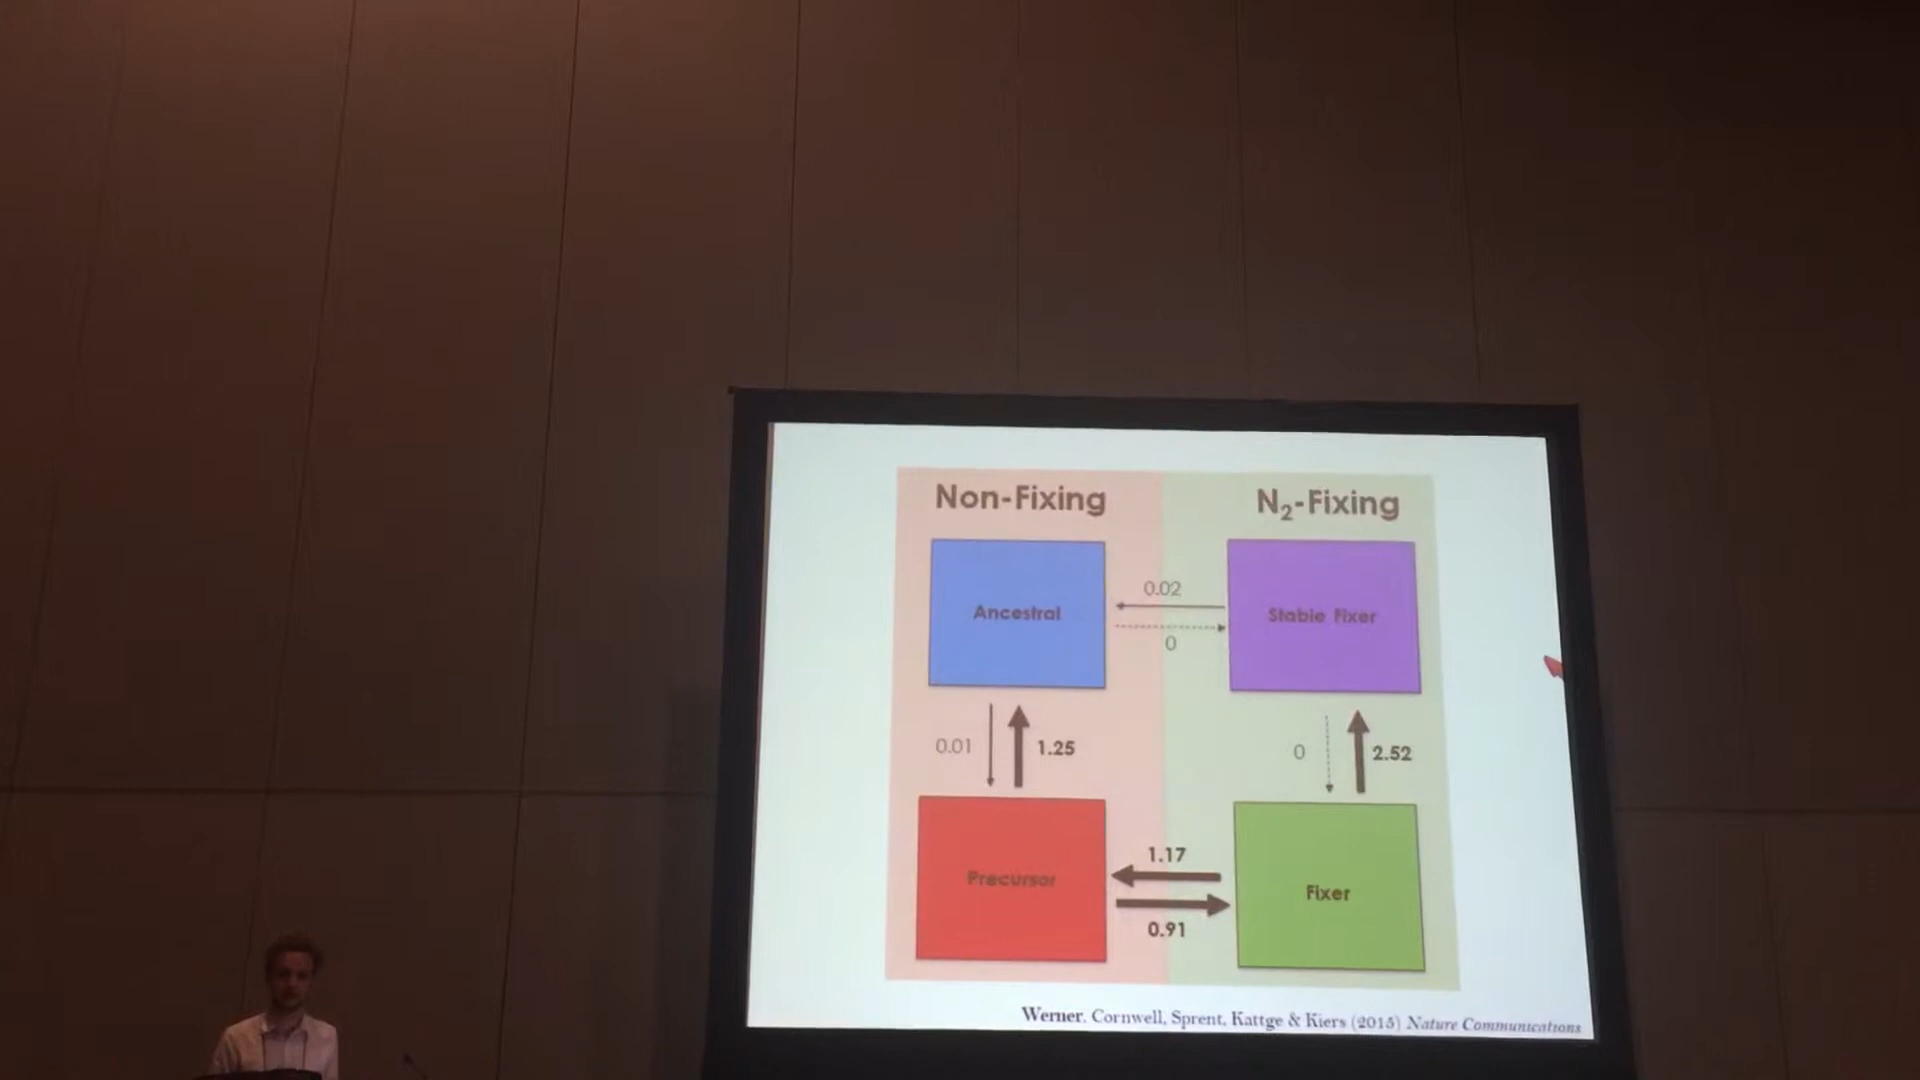 Non-Fixing
N₂-Fixing
Ancestral
0.02
0
Stable Fixer
0.01
1.25
0
2.52
Precursor
1.17
0.91
Fixer
Werner, Cornwell, Sprent, Kattge & Kiers (2015) Nature Communications